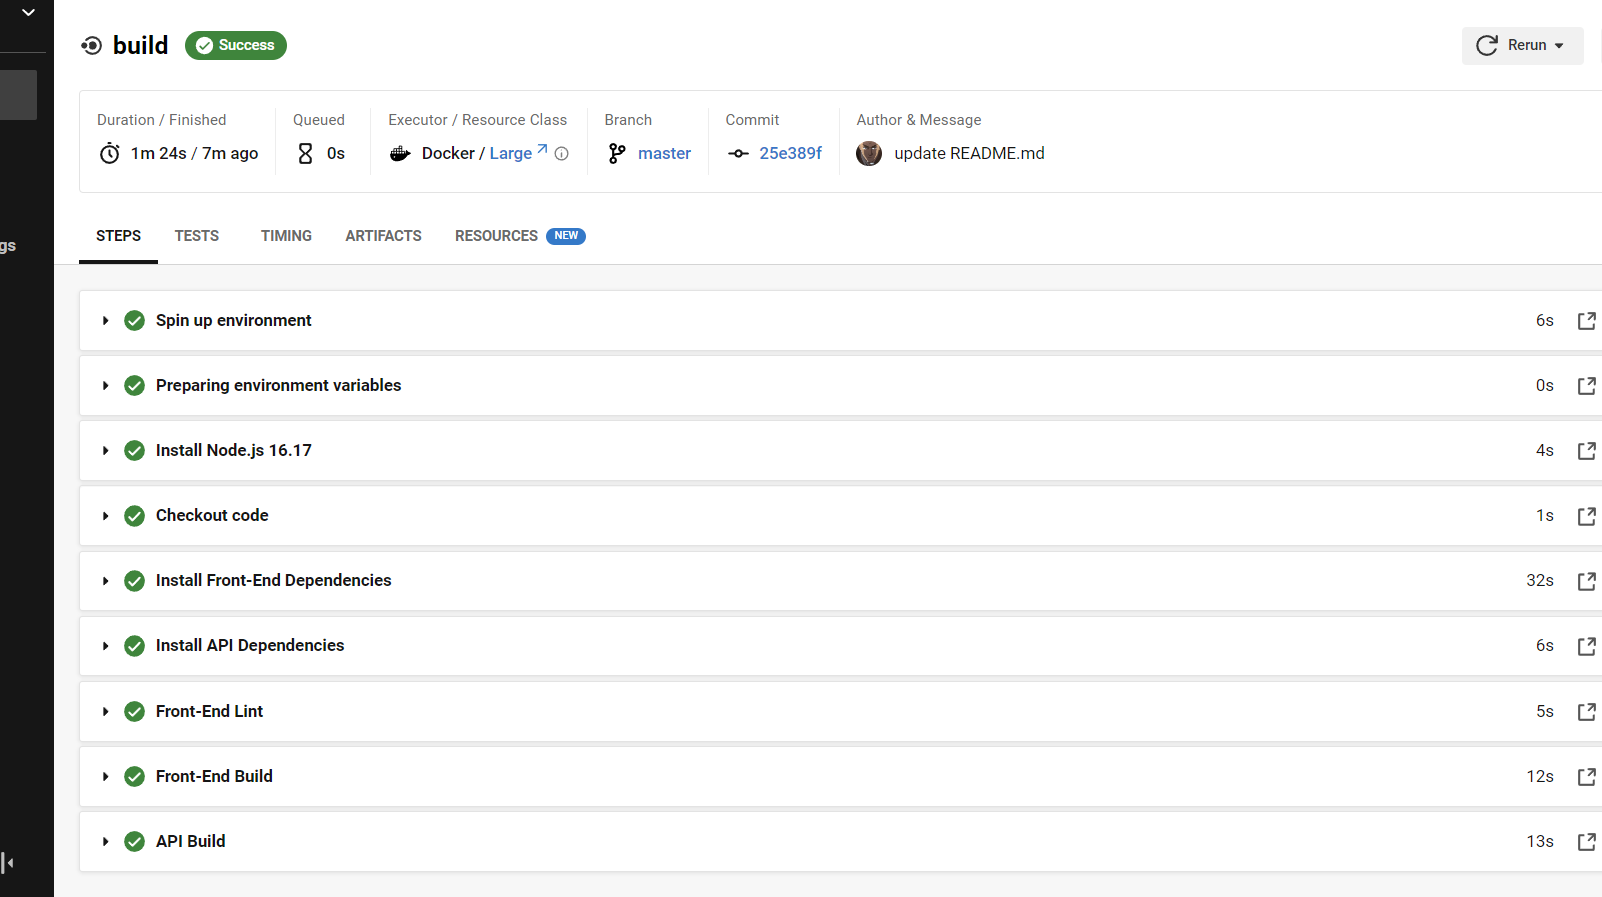 build Success Rerun
Duration / Finished Queued Executor / Resource Class Branch Commit Author & Message
1m 24s / 7m ago 0s Docker / Large master 25e389f update README.md
STEPS TESTS TIMING ARTIFACTS RESOURCES NEW
gs
Spin up environment 6s
Preparing environment variables 0s
Install Node.js 16.17 4s
Checkout code 1s
Install Front-End Dependencies 32s
Install API Dependencies 6s
Front-End Lint 5s
Front-End Build 12s
API Build 13s